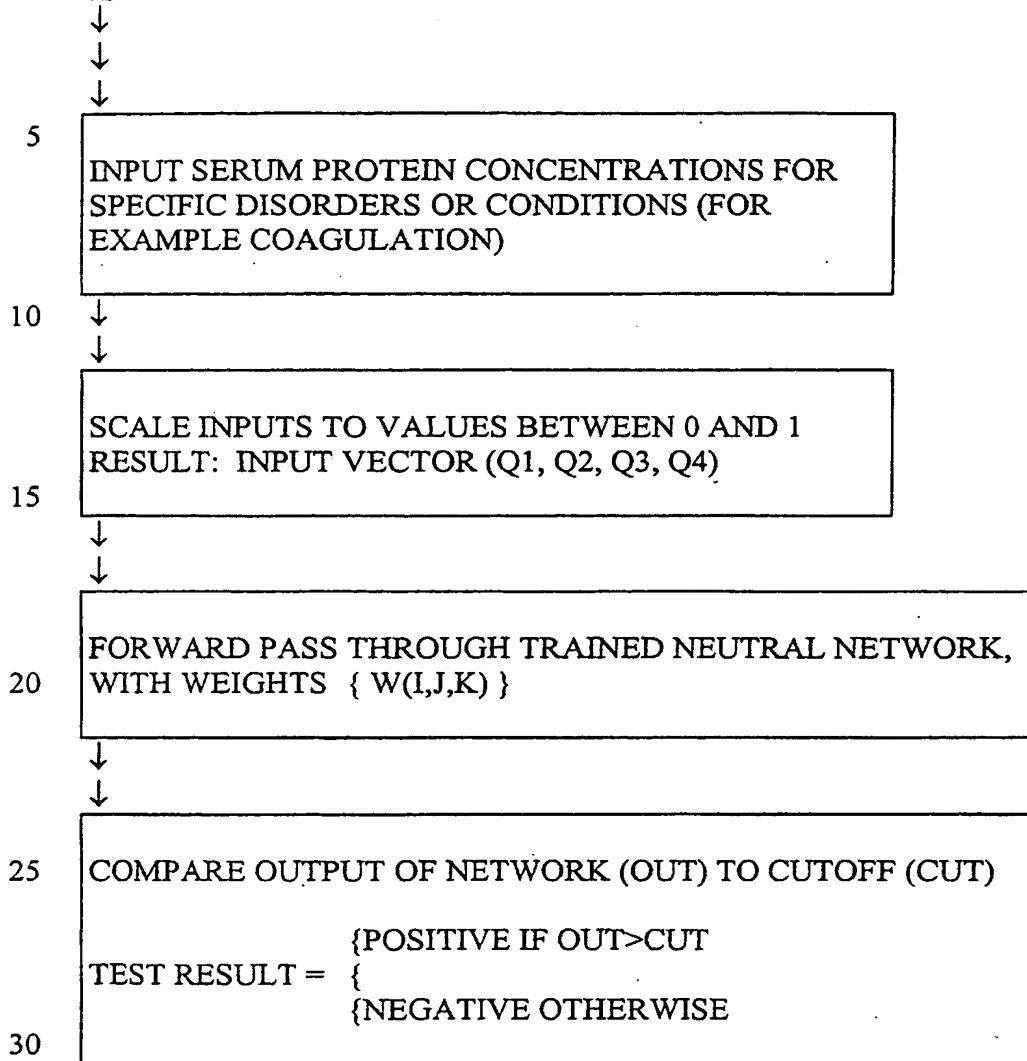 ↓
↓
↓
5
INPUT SERUM PROTEIN CONCENTRATIONS FOR
SPECIFIC DISORDERS OR CONDITIONS (FOR
EXAMPLE COAGULATION)
10 ↓
↓
SCALE INPUTS TO VALUES BETWEEN 0 AND 1
RESULT: INPUT VECTOR (Q1, Q2, Q3, Q4)
15
↓
↓
FORWARD PASS THROUGH TRAINED NEUTRAL NETWORK,
20 WITH WEIGHTS { W(I,J,K) }
↓
↓
25 COMPARE OUTPUT OF NETWORK (OUT) TO CUTOFF (CUT)
{POSITIVE IF OUT>CUT
TEST RESULT = {
{NEGATIVE OTHERWISE
30